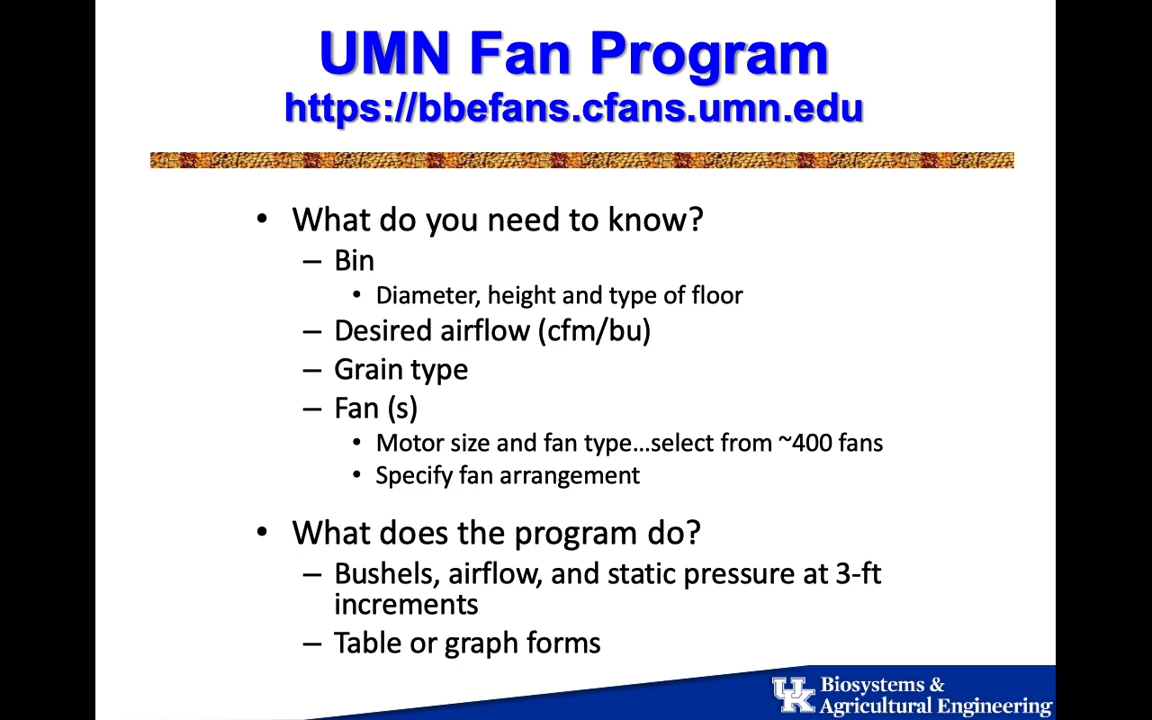 UMN Fan Program
https://bbefans.cfans.umn.edu
• What do you need to know?
– Bin
• Diameter, height and type of floor
– Desired airflow (cfm/bu)
– Grain type
– Fan (s)
• Motor size and fan type...select from ~400 fans
• Specify fan arrangement
• What does the program do?
– Bushels, airflow, and static pressure at 3-ft
increments
– Table or graph forms
UK Biosystems &
Agricultural Engineering